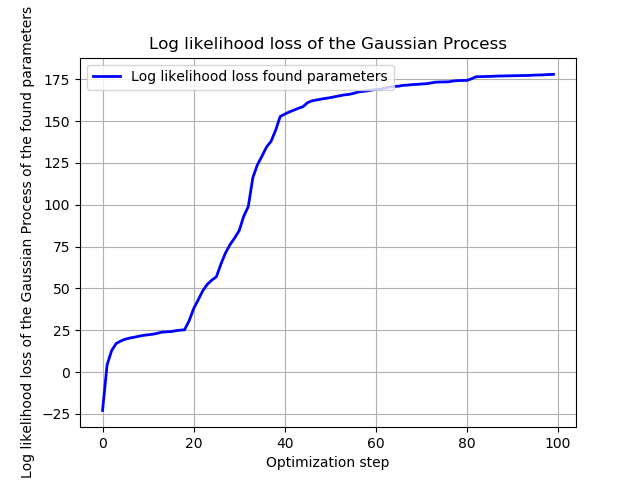 Log likelihood loss of the Gaussian Process
Log likelihood loss found parameters
Log likelihood loss of the Gaussian Process of the found parameters
175
150
125
100
75
50
25
0
−25
0 20 40 60 80 100
Optimization step